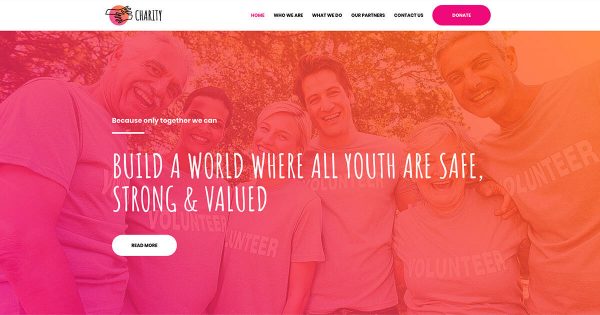 CHARITY
HOME WHO WE ARE WHAT WE DO OUR PARTNERS CONTACT US DONATE
Because only together we can
BUILD A WORLD WHERE ALL YOUTH ARE SAFE,
STRONG & VALUED
READ MORE
VOLUNTEER
VOLUNTEER
VOLUNTEER
VOLUNTEER
VOLUNTEER